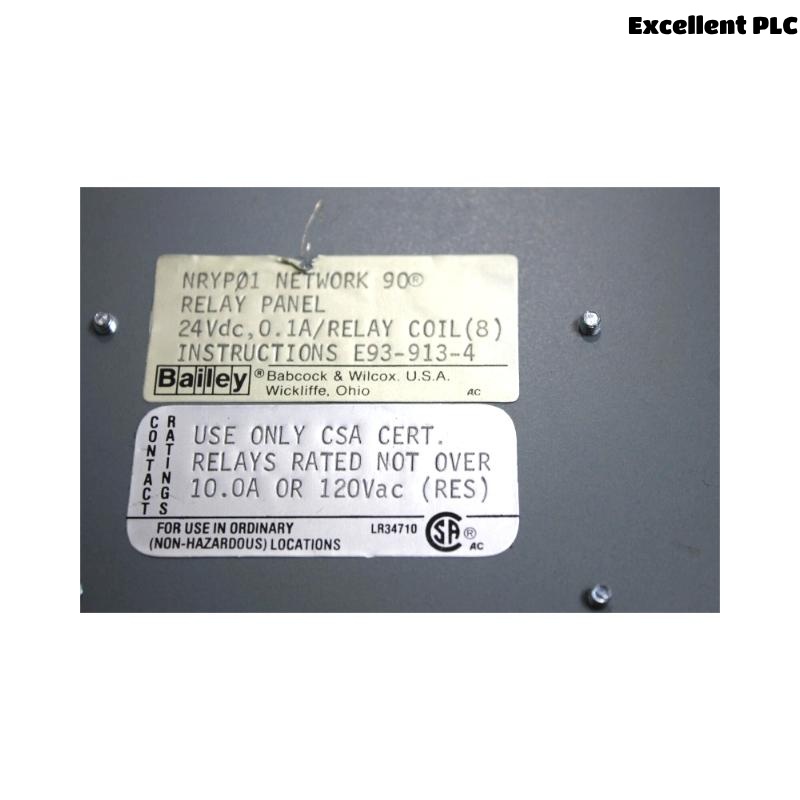 Excellent PLC
NRYPØ1 NETWORK 90®
RELAY PANEL
24Vdc,0.1A/RELAY COIL(8)
INSTRUCTIONS E93-913-4
Bailey ® Babcock & Wilcox. U.S.A.
Wickliffe, Ohio AC
CONTACT
RATINGS
USE ONLY CSA CERT.
RELAYS RATED NOT OVER
10.0A OR 120Vac (RES)
FOR USE IN ORDINARY
(NON-HAZARDOUS) LOCATIONS
LR34710 CSA ® AC